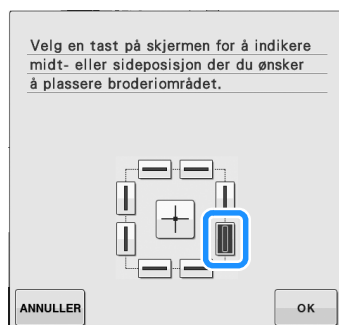 Velg en tast på skjermen for å indikere
midt- eller sideposisjon der du ønsker
å plassere broderiområdet.
ANNULLER
OK